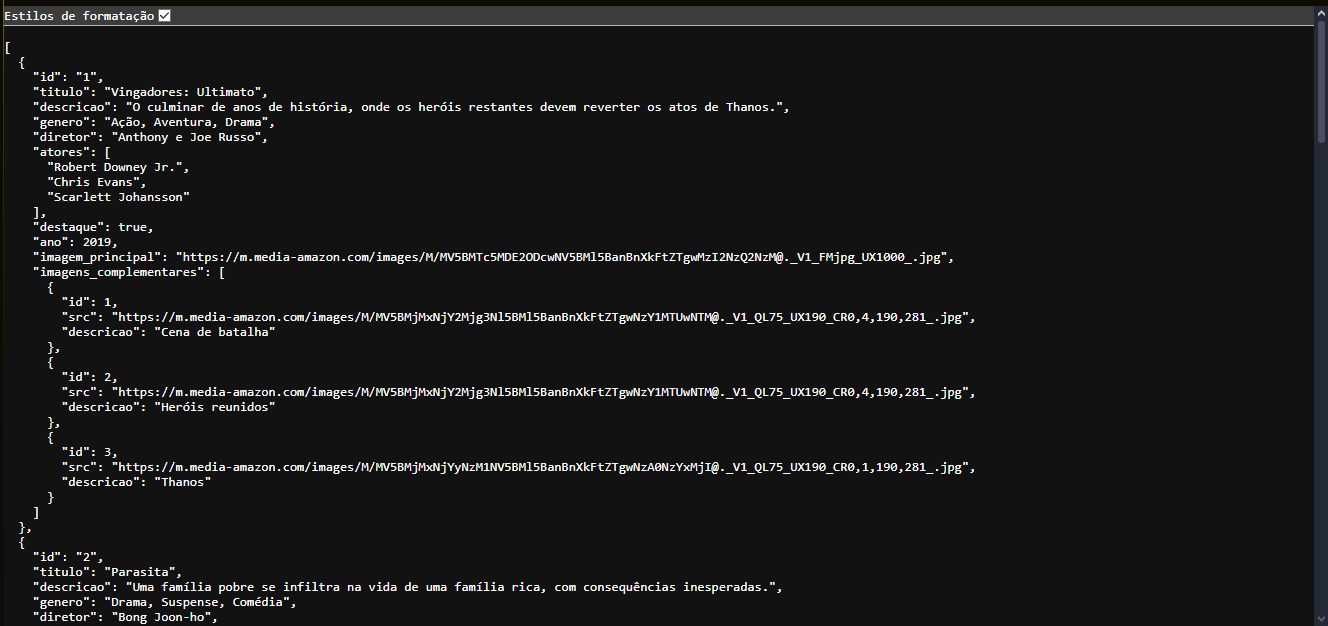 Estilos de formatação
[
  {
    "id": "1",
    "titulo": "Vingadores: Ultimato",
    "descricao": "O culminar de anos de história, onde os heróis restantes devem reverter os atos de Thanos.",
    "genero": "Ação, Aventura, Drama",
    "diretor": "Anthony e Joe Russo",
    "atores": [
      "Robert Downey Jr.",
      "Chris Evans",
      "Scarlett Johansson"
    ],
    "destaque": true,
    "ano": 2019,
    "imagem_principal": "https://m.media-amazon.com/images/M/MV5BMTc5MDE2ODcwNV5BMl5BanBnXkFtZTgwMzI2NzQ2NzM@._V1_FMjpg_UX1000_.jpg",
    "imagens_complementares": [
      {
        "id": 1,
        "src": "https://m.media-amazon.com/images/M/MV5BMjMxNjY2Mjg3Nl5BMl5BanBnXkFtZTgwNzY1MTUwNTM@._V1_QL75_UX190_CR0,4,190,281_.jpg",
        "descricao": "Cena de batalha"
      },
      {
        "id": 2,
        "src": "https://m.media-amazon.com/images/M/MV5BMjMxNjY2Mjg3Nl5BMl5BanBnXkFtZTgwNzY1MTUwNTM@._V1_QL75_UX190_CR0,4,190,281_.jpg",
        "descricao": "Heróis reunidos"
      },
      {
        "id": 3,
        "src": "https://m.media-amazon.com/images/M/MV5BMjMxNjYyNzM1NV5BMl5BanBnXkFtZTgwNzA0NzYxMjI@._V1_QL75_UX190_CR0,1,190,281_.jpg",
        "descricao": "Thanos"
      }
    ]
  },
  {
    "id": "2",
    "titulo": "Parasita",
    "descricao": "Uma família pobre se infiltra na vida de uma família rica, com consequências inesperadas.",
    "genero": "Drama, Suspense, Comédia",
    "diretor": "Bong Joon-ho",